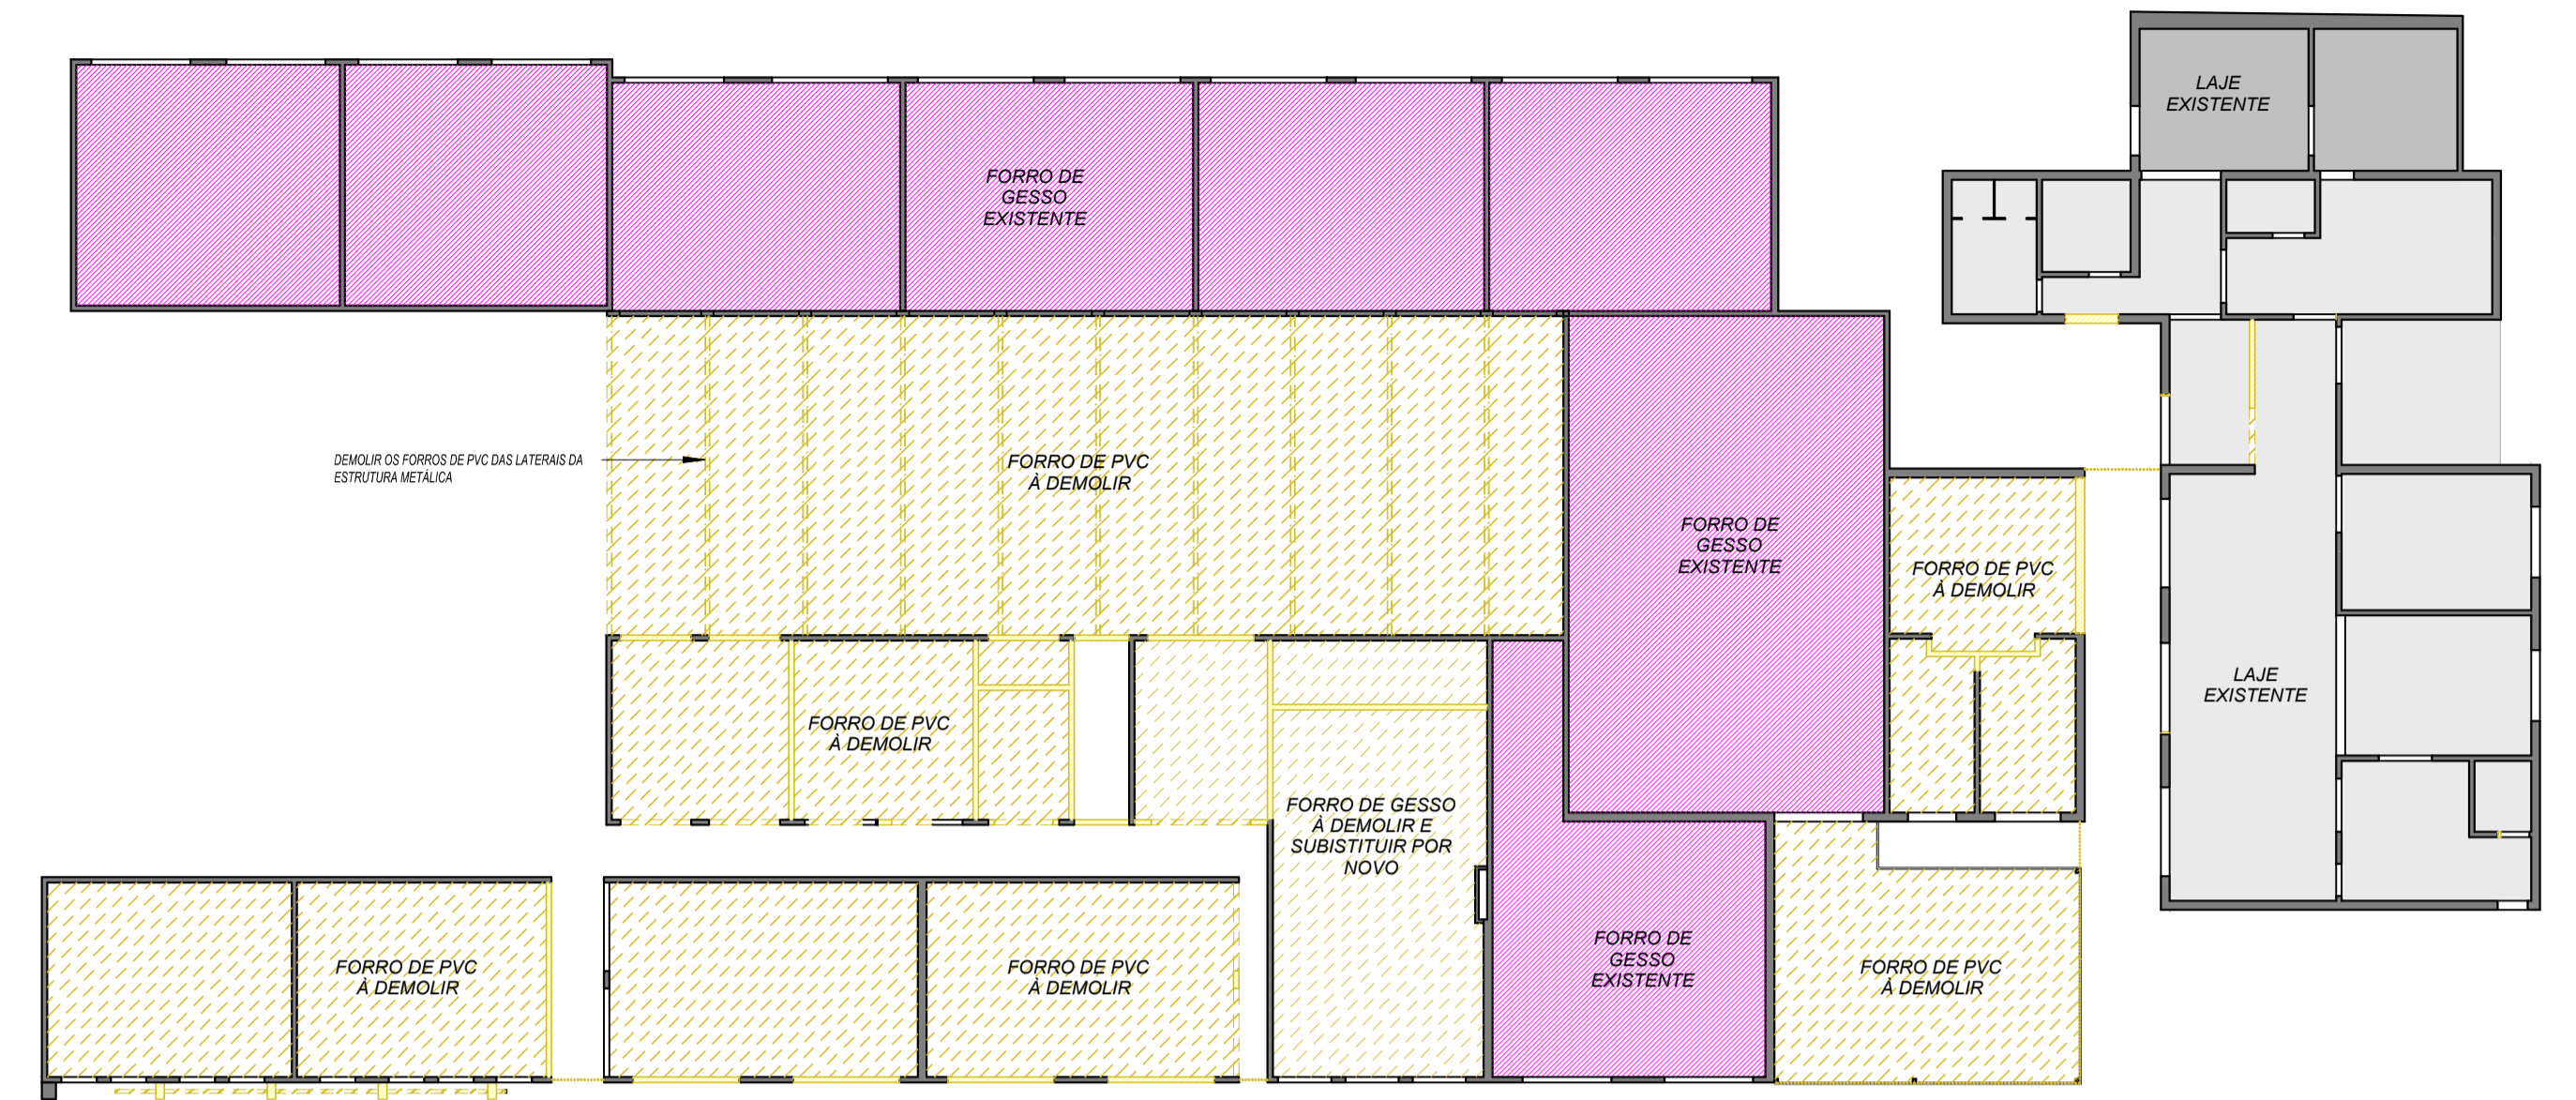 LAJE
EXISTENTE
FORRO DE
GESSO
EXISTENTE
DEMOLIR OS FORROS DE PVC DAS LATERAIS DA
ESTRUTURA METÁLICA
FORRO DE PVC
À DEMOLIR
FORRO DE
GESSO
EXISTENTE
FORRO DE PVC
À DEMOLIR
LAJE
EXISTENTE
FORRO DE PVC
À DEMOLIR
FORRO DE GESSO
À DEMOLIR E
SUBISTITUIR POR
NOVO
FORRO DE PVC
À DEMOLIR
FORRO DE PVC
À DEMOLIR
FORRO DE
GESSO
EXISTENTE
FORRO DE PVC
À DEMOLIR